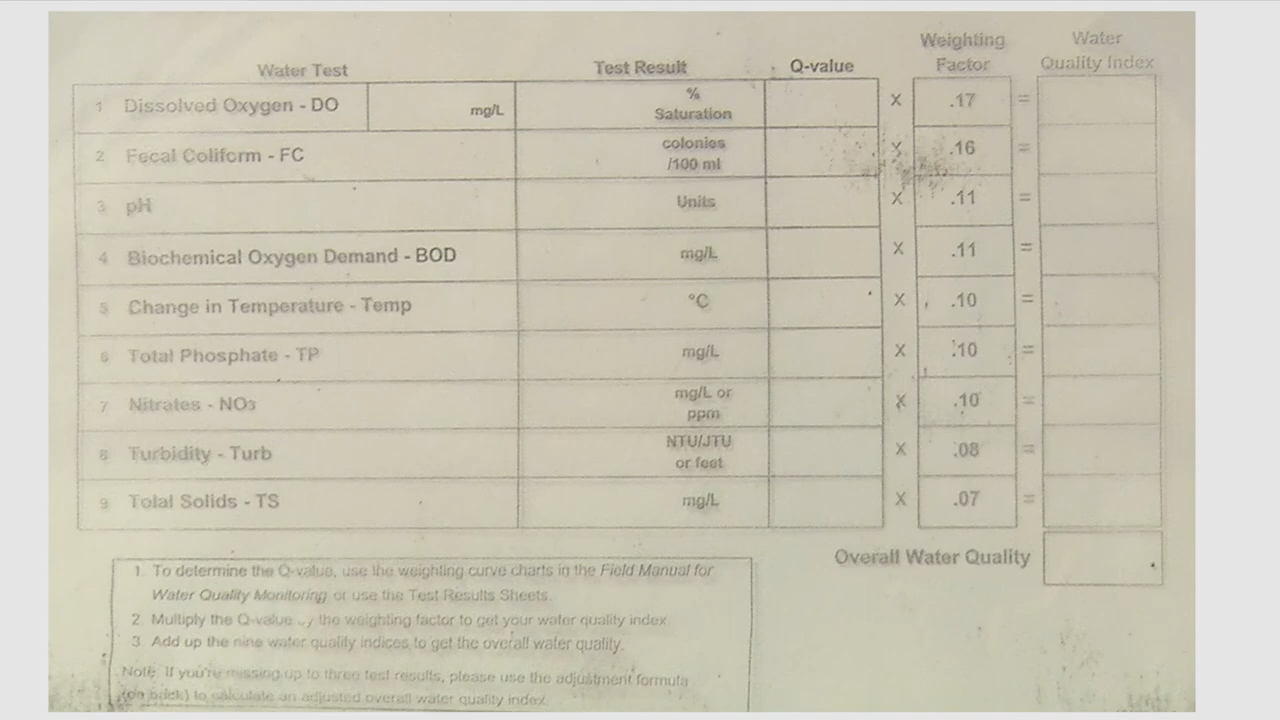 Water Test Test Result Q-value Weighting Factor Water Quality Index
1 Dissolved Oxygen - DO mg/L % Saturation x .17 =
2 Fecal Coliform - FC colonies /100 ml x .16 =
3 pH Units x .11 =
4 Biochemical Oxygen Demand - BOD mg/L x .11 =
5 Change in Temperature - Temp °C x .10 =
6 Total Phosphate - TP mg/L x .10 =
7 Nitrates - NO3 mg/L or ppm x .10 =
8 Turbidity - Turb NTU/JTU or feet x .08 =
9 Total Solids - TS mg/L x .07 =
Overall Water Quality
1. To determine the Q-value, use the weighting curve charts in the Field Manual for
Water Quality Monitoring or use the Test Results Sheets.
2. Multiply the Q-value the weighting factor to get your water quality index
3. Add up the nine water quality indices to get the overall water quality.
Note: If you're missing up to three test results, please use the adjustment formula
(on back) to calculate an adjusted overall water quality index.